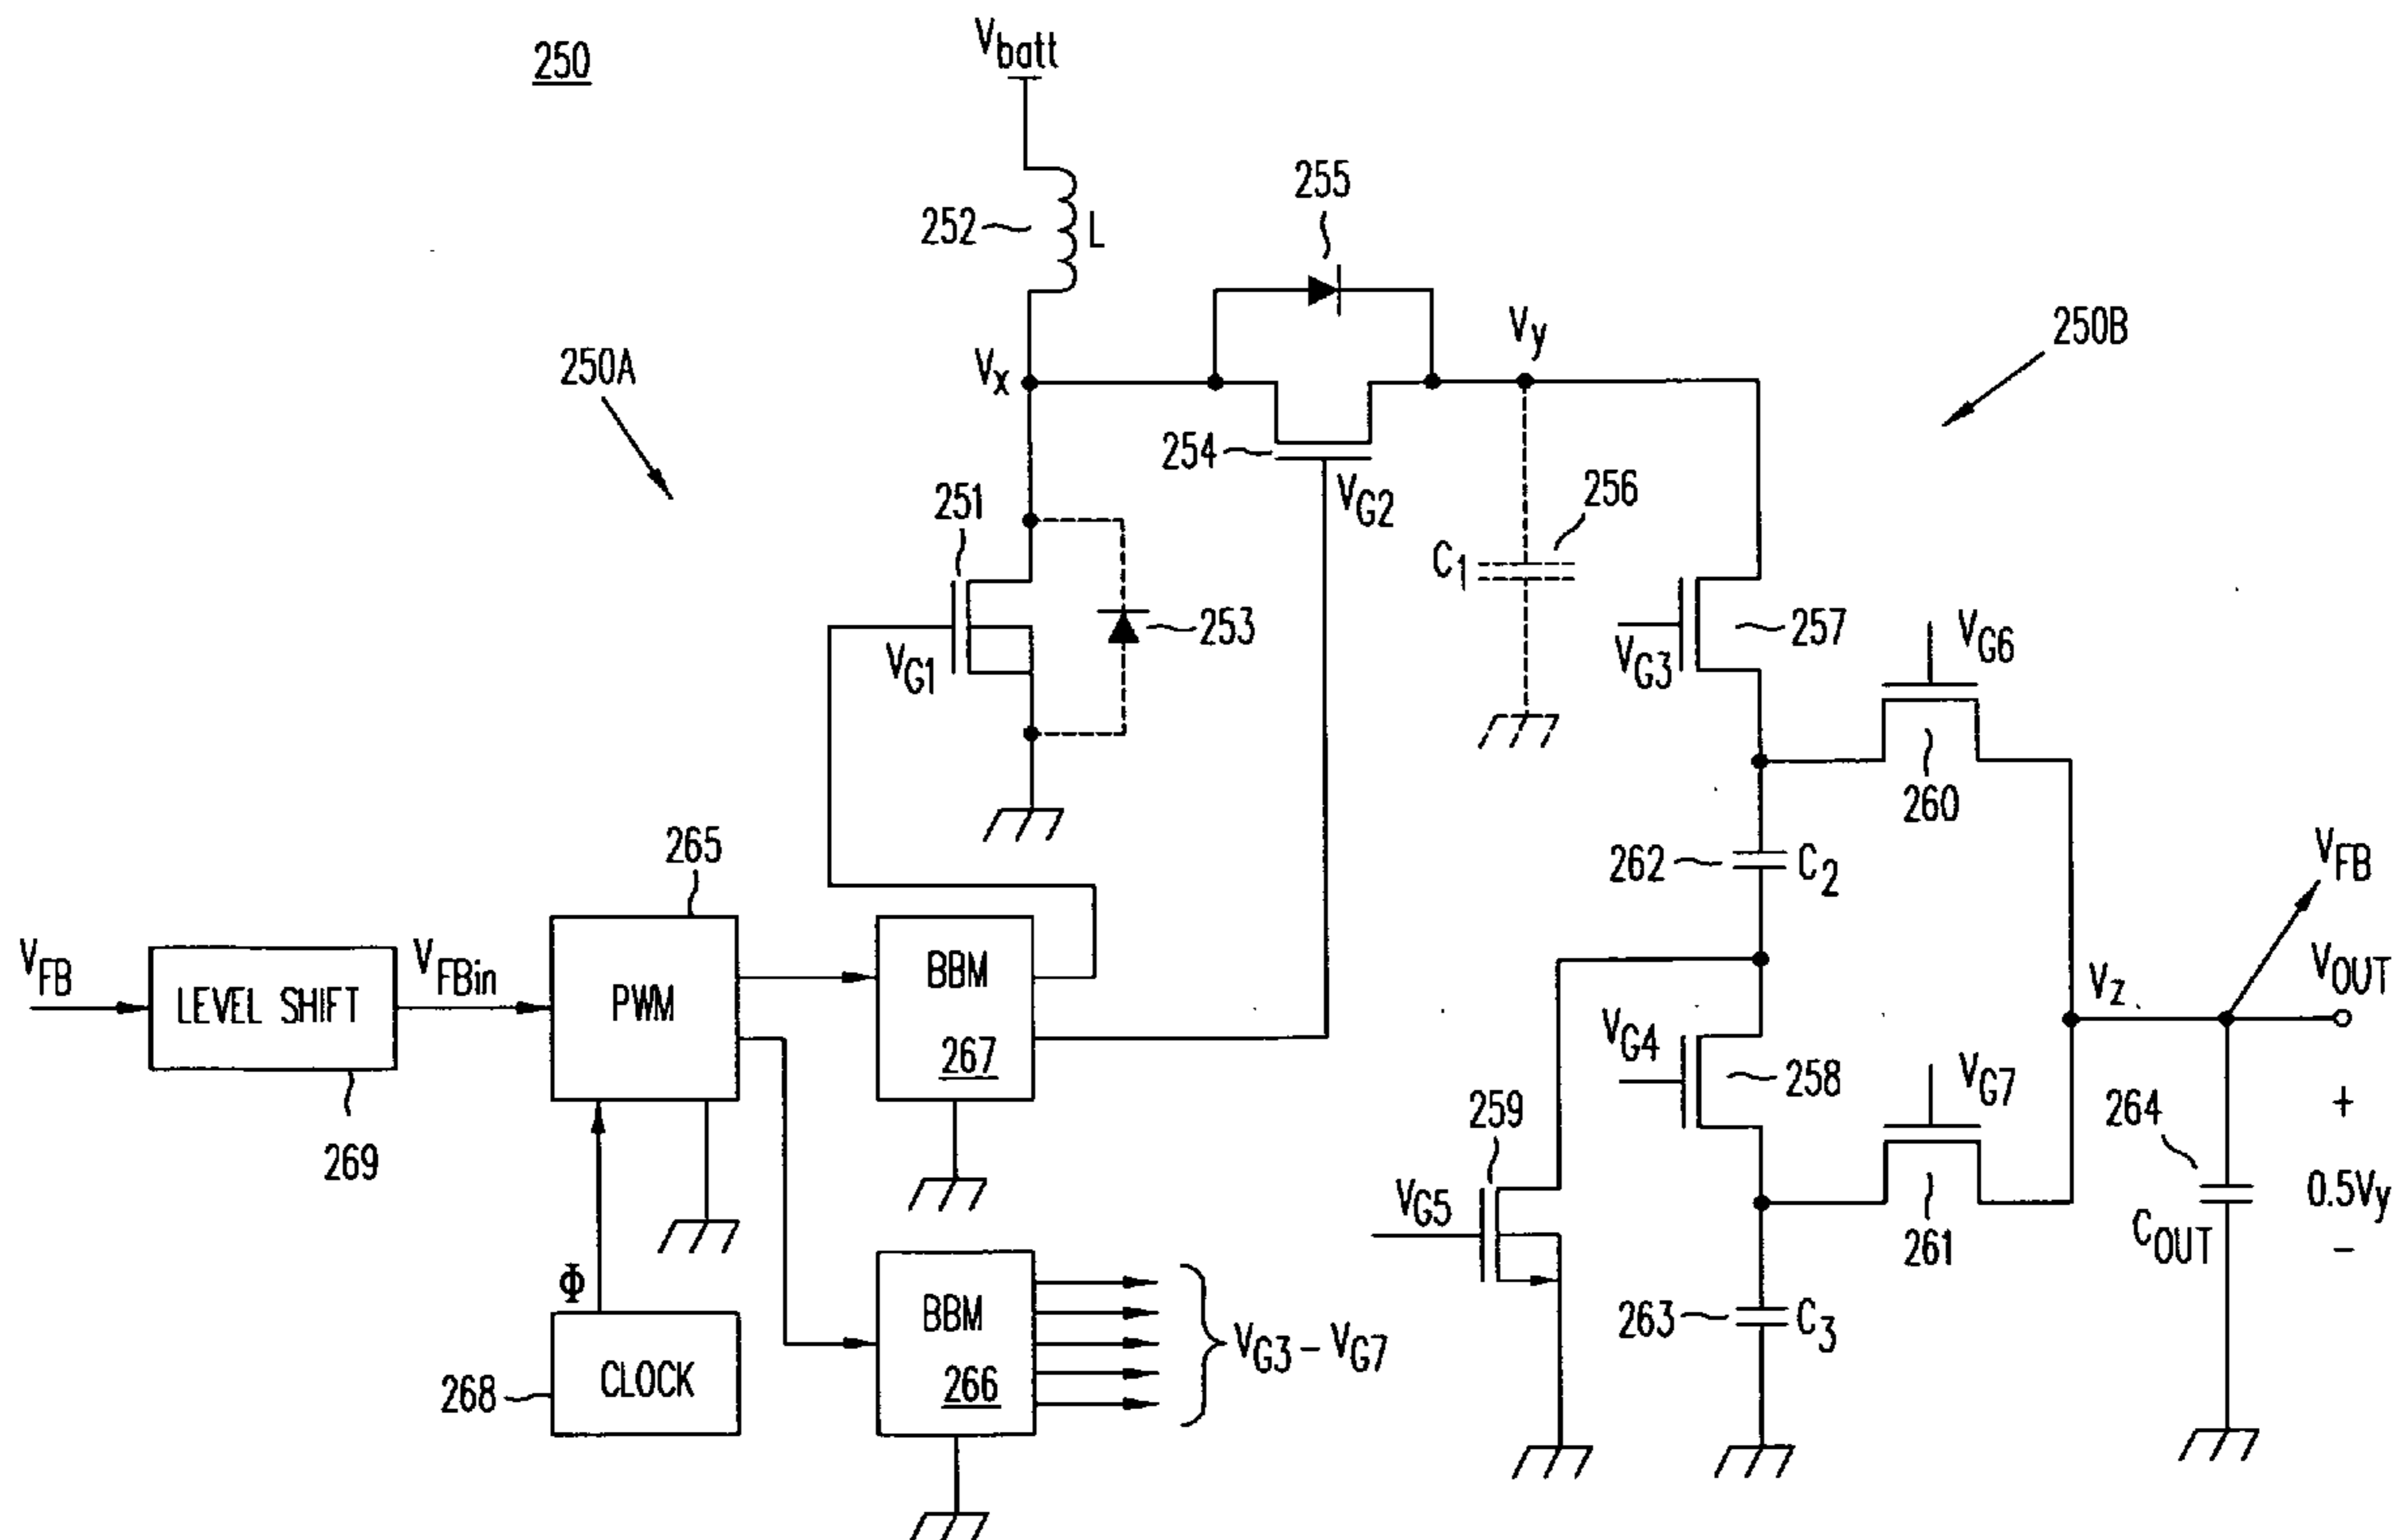 250
Vbatt
252
L
255
Vx
Vy
250A
250B
254
VG2
251
VG1
253
C1
256
257
VG3
VG6
260
262
C2
VFB
VOUT
Vz
VFB
LEVEL SHIFT
269
VFBin
265
PWM
BBM
267
VG4
258
VG7
261
259
VG5
263
C3
264
COUT
+
0.5Vy
−
Φ
268
CLOCK
BBM
266
VG3 – VG7